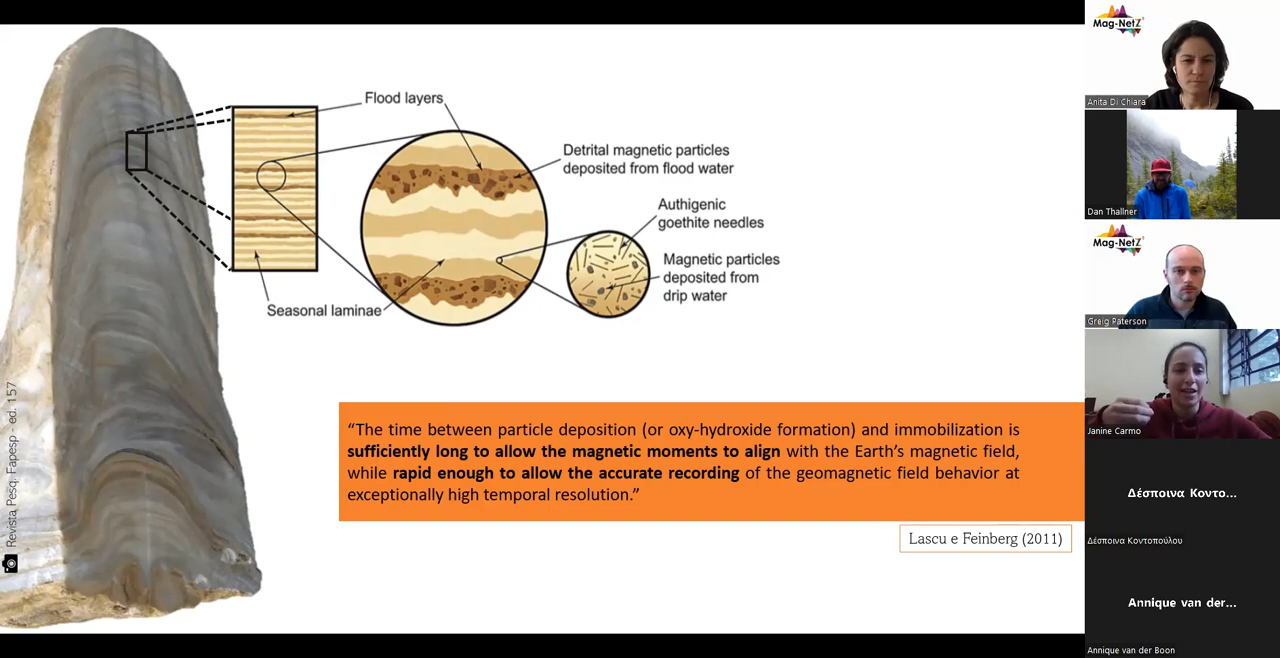 Flood layers
Detrital magnetic particles
deposited from flood water
Authigenic
goethite needles
Magnetic particles
deposited from
drip water
Seasonal laminae
Revista Pesq. Fapesp - ed. 157
“The time between particle deposition (or oxy-hydroxide formation) and immobilization is
sufficiently long to allow the magnetic moments to align with the Earth’s magnetic field,
while rapid enough to allow the accurate recording of the geomagnetic field behavior at
exceptionally high temporal resolution.”
Lascu e Feinberg (2011)
Mag-NetZ
Anita Di Chiara
Dan Thallner
Mag-NetZ
Greig Paterson
Janine Carmo
Δέσποινα Κοντο...
Δέσποινα Κοντοπούλου
Annique van der...
Annique van der Boon